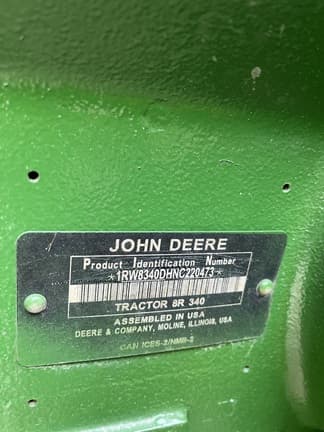 JOHN DEERE
Product Identification Number
*1RW8340DHNC220473*
TRACTOR 8R 340
ASSEMBLED IN USA
DEERE & COMPANY, MOLINE, ILLINOIS, USA
CAN ICES-2/NMB-2